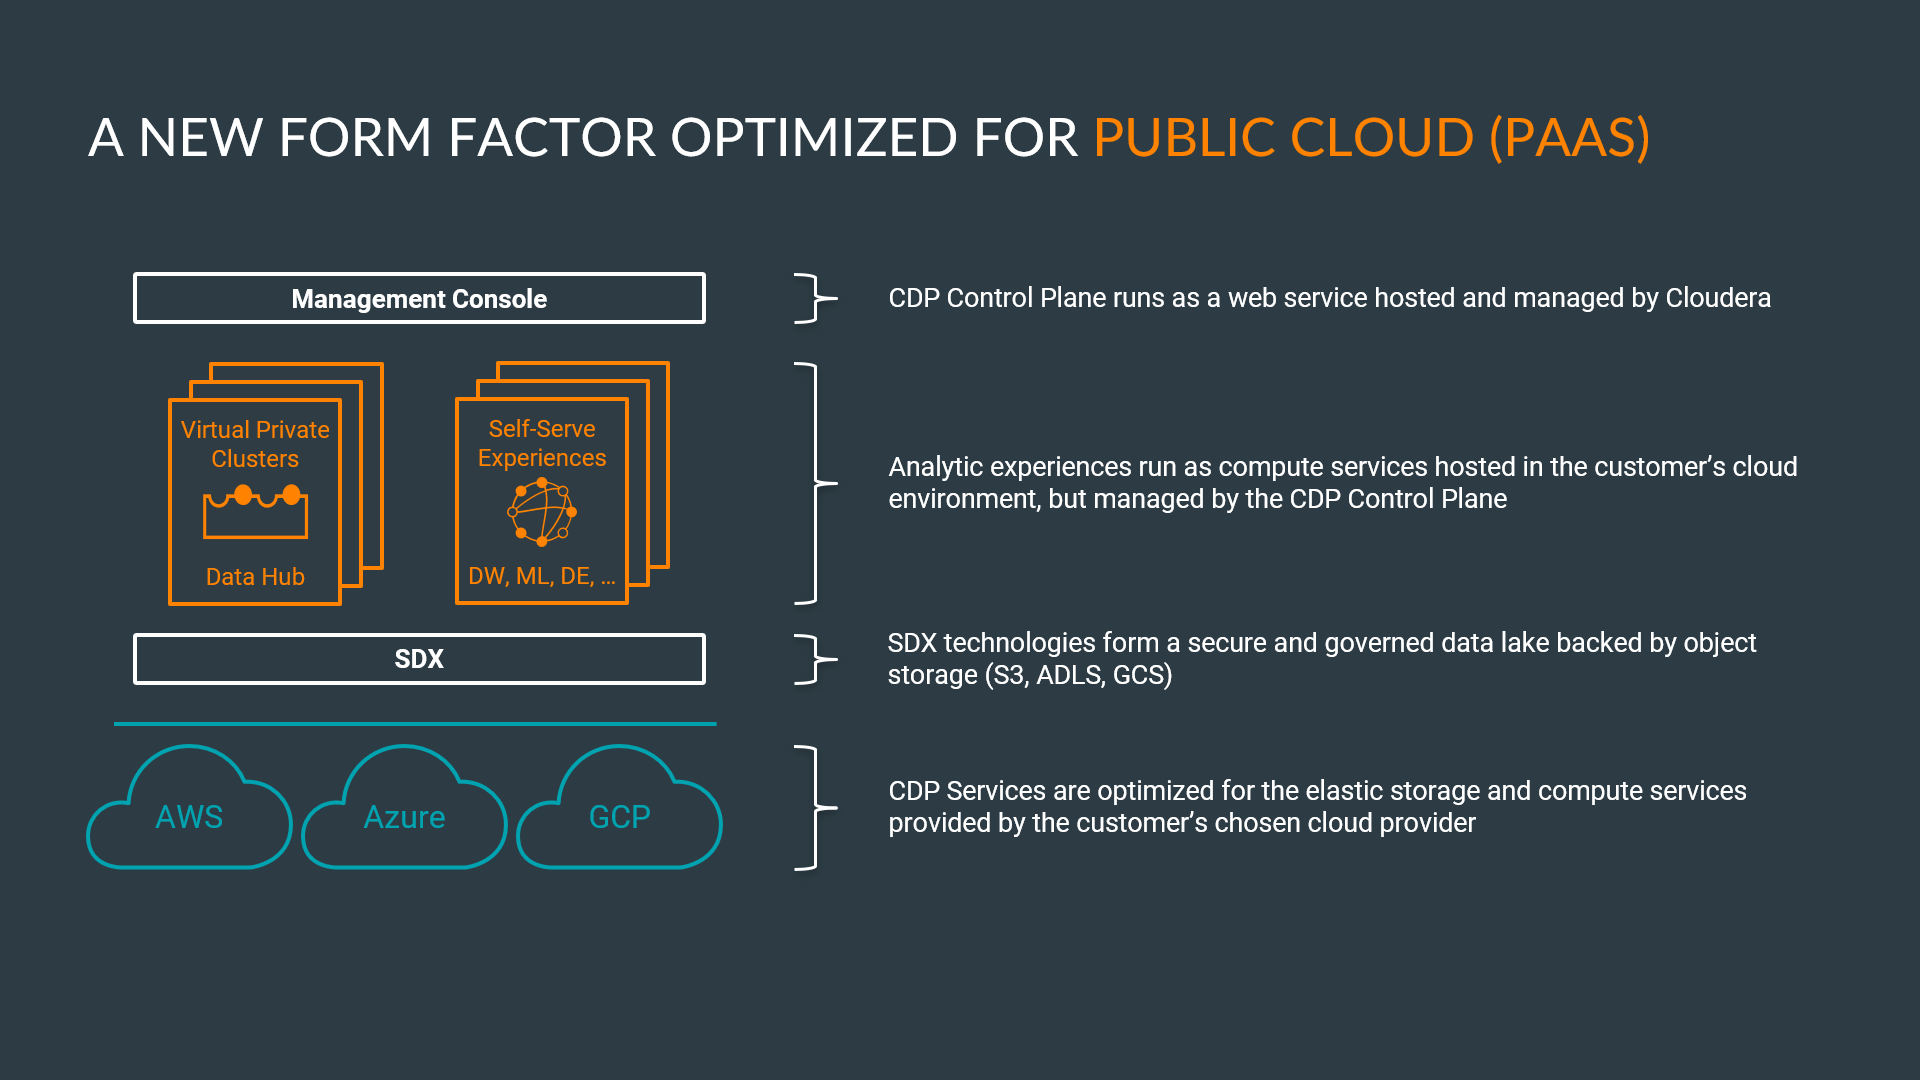 A NEW FORM FACTOR OPTIMIZED FOR PUBLIC CLOUD (PAAS)
Management Console
CDP Control Plane runs as a web service hosted and managed by Cloudera
Virtual Private
Clusters
Data Hub
Self-Serve
Experiences
DW, ML, DE, ...
Analytic experiences run as compute services hosted in the customer’s cloud
environment, but managed by the CDP Control Plane
SDX
SDX technologies form a secure and governed data lake backed by object
storage (S3, ADLS, GCS)
AWS
Azure
GCP
CDP Services are optimized for the elastic storage and compute services
provided by the customer’s chosen cloud provider